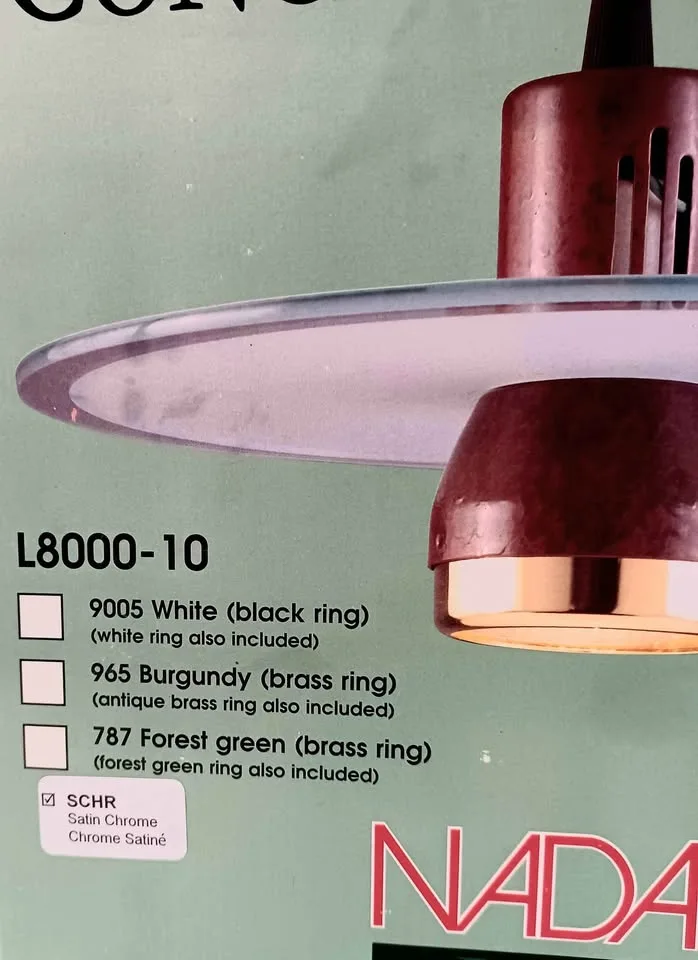 L8000-10
9005 White (black ring)
(white ring also included)
965 Burgundy (brass ring)
(antique brass ring also included)
787 Forest green (brass ring)
(forest green ring also included)
☑ SCHR
Satin Chrome
Chrome Satiné
NADA